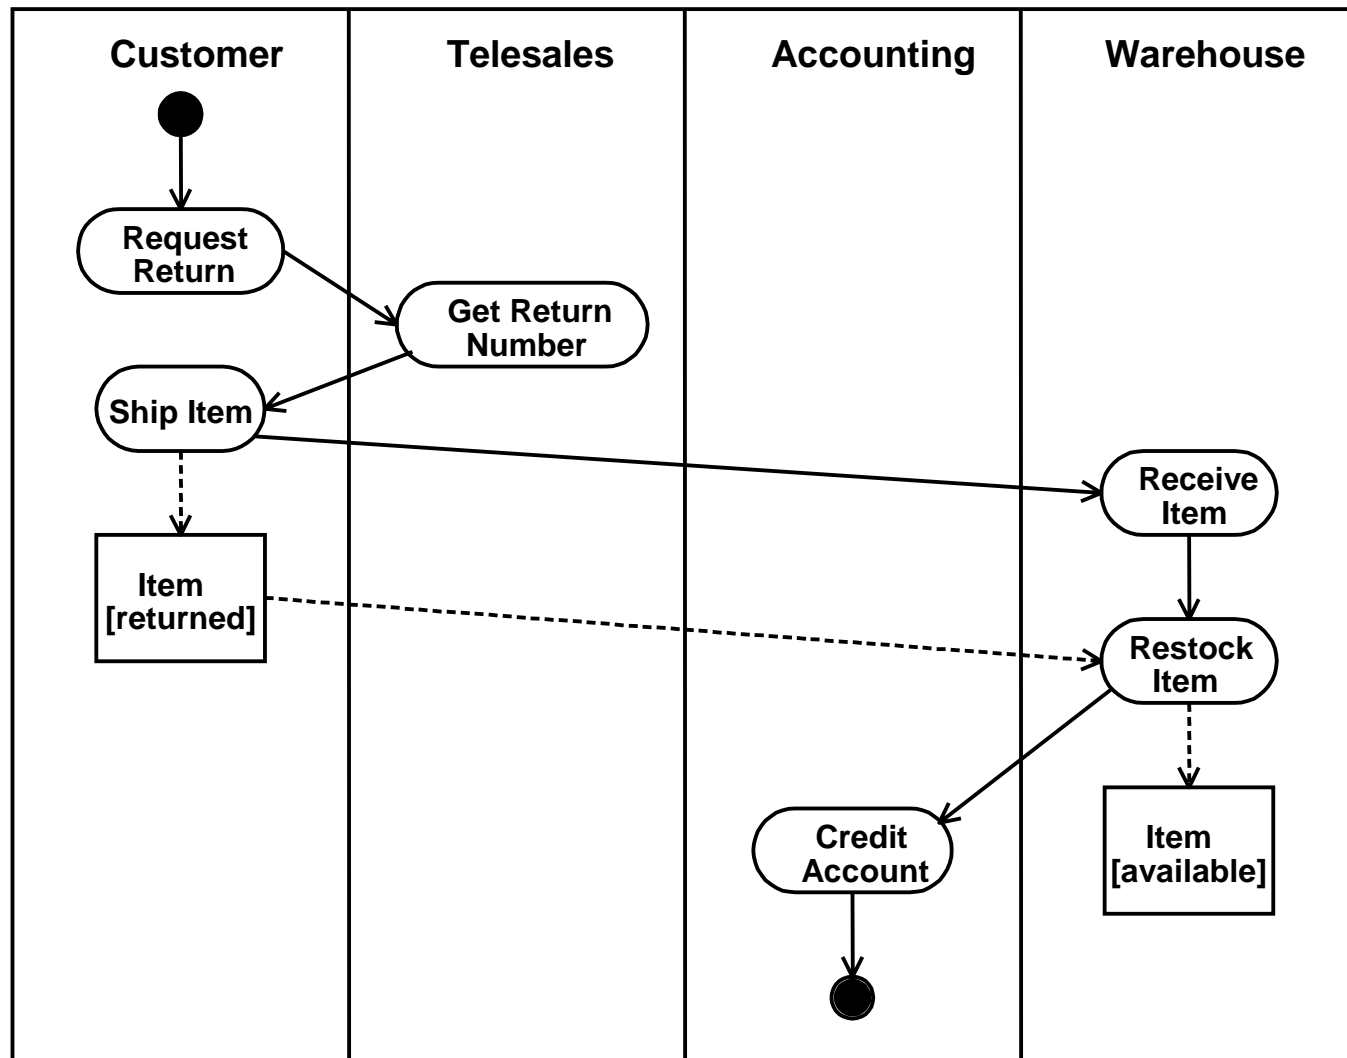 Customer
Telesales
Accounting
Warehouse
Request
Return
Get Return
Number
Ship Item
Receive
Item
Item
[returned]
Restock
Item
Credit
Account
Item
[available]